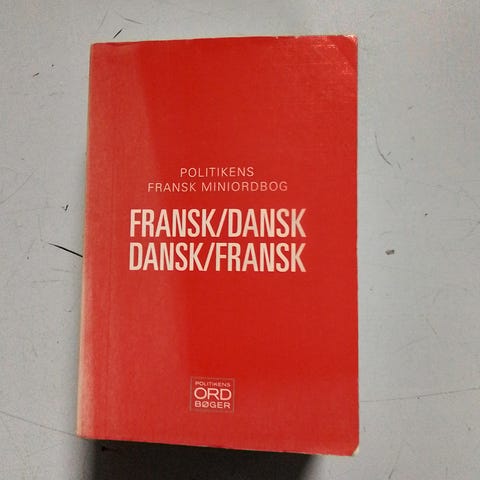 POLITIKENS
FRANSK MINIORDBOG
FRANSK/DANSK
DANSK/FRANSK
POLITIKENS
ORD
BØGER